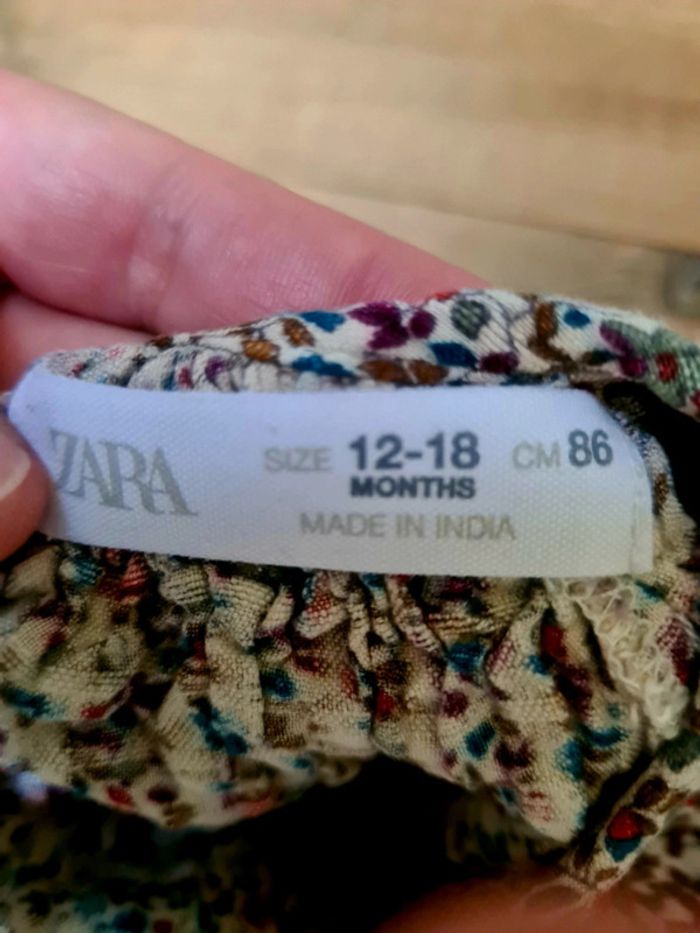 ZARA
SIZE 12-18 MONTHS CM 86
MADE IN INDIA